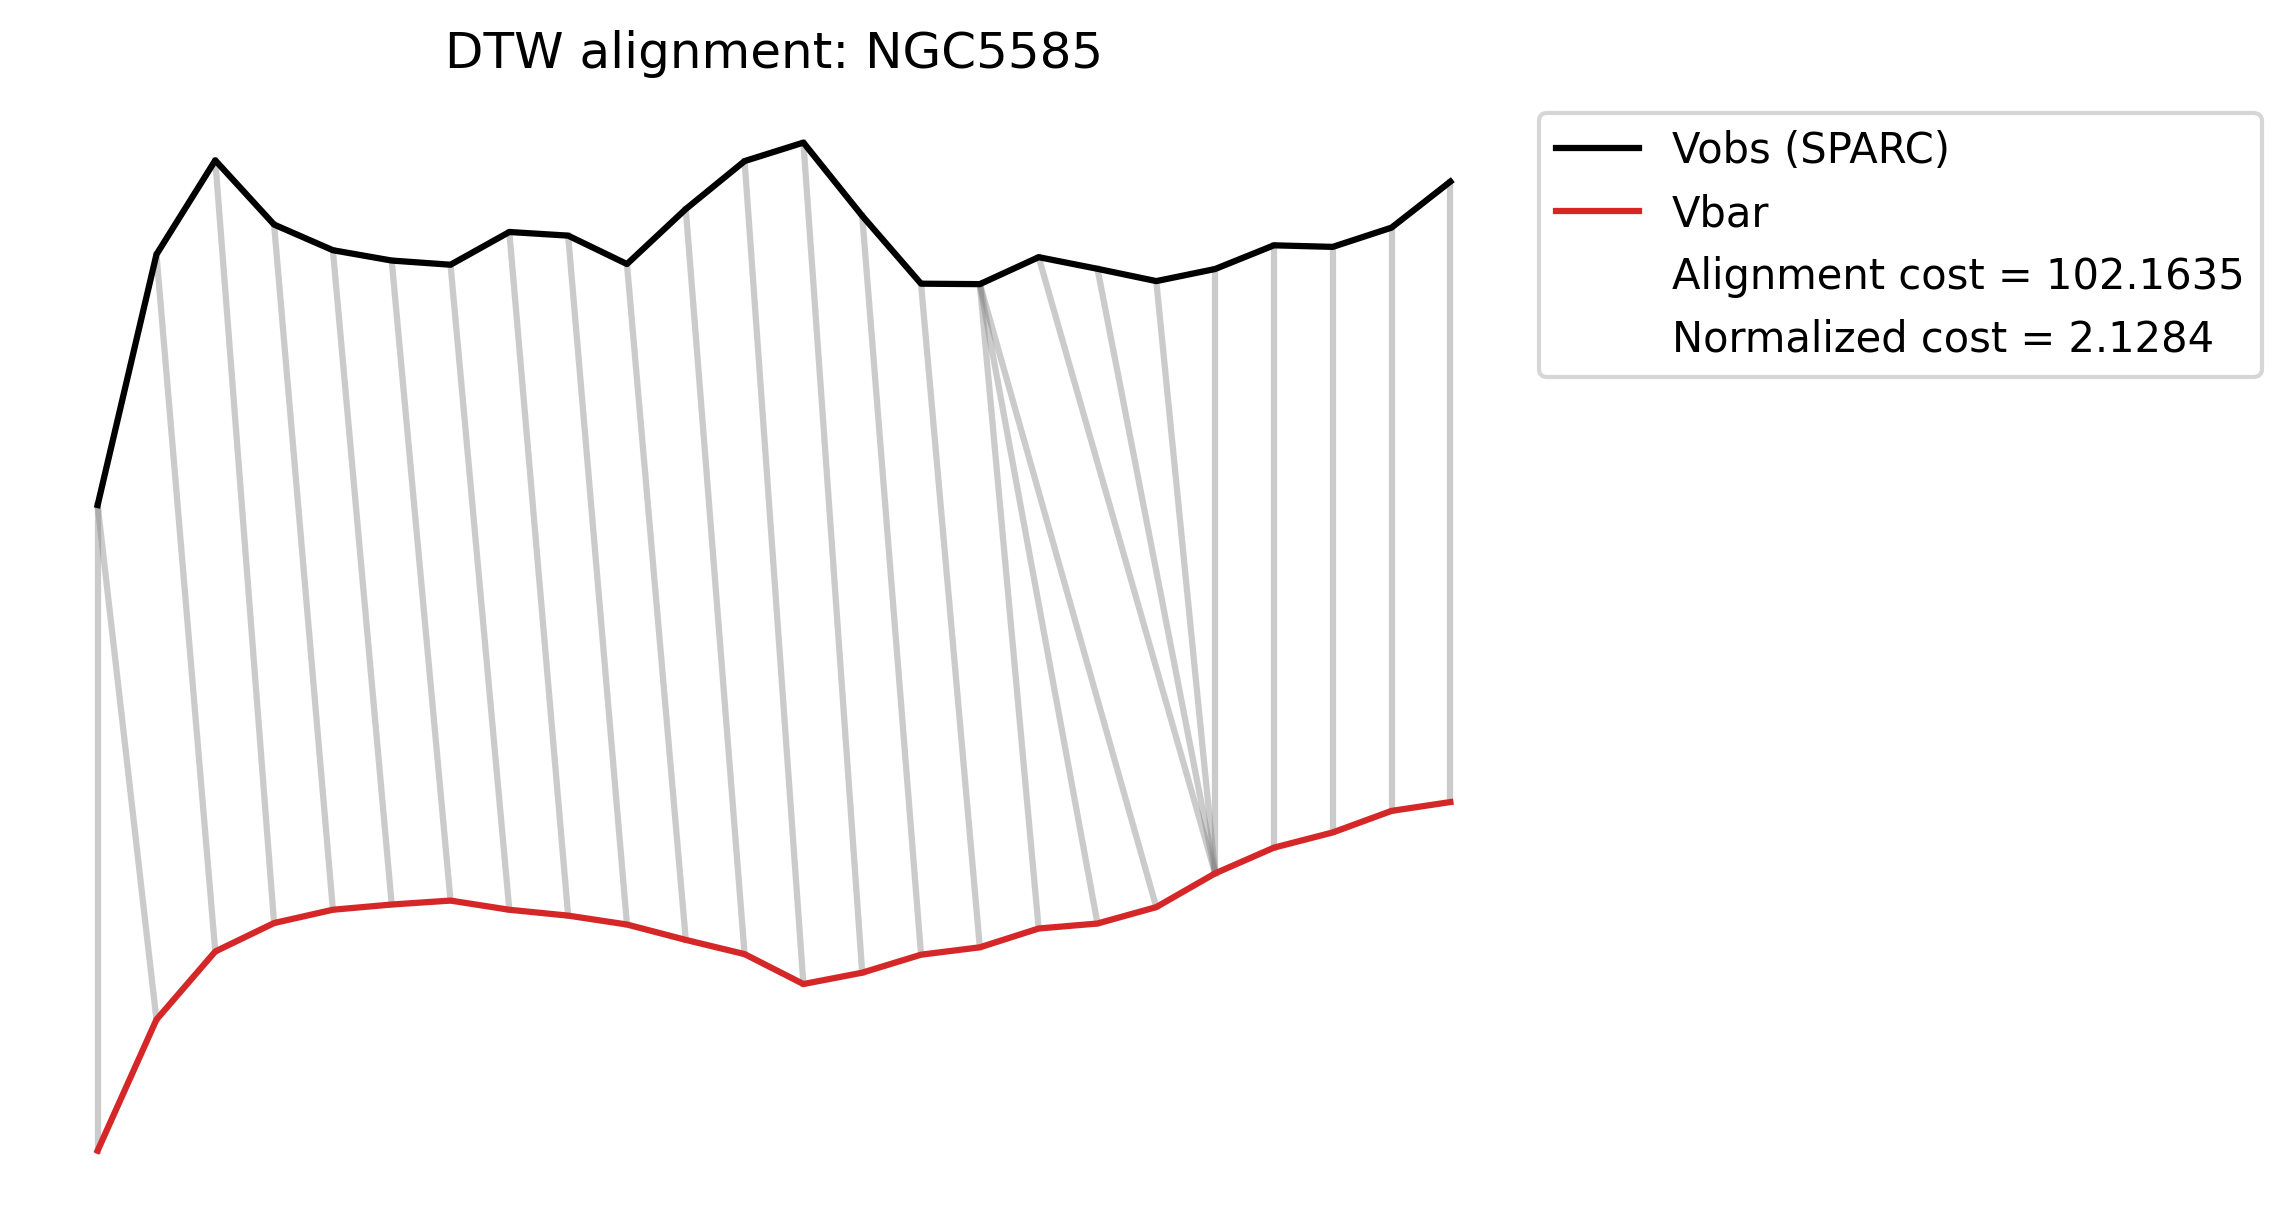 DTW alignment: NGC5585
Vobs (SPARC)
Vbar
Alignment cost = 102.1635
Normalized cost = 2.1284